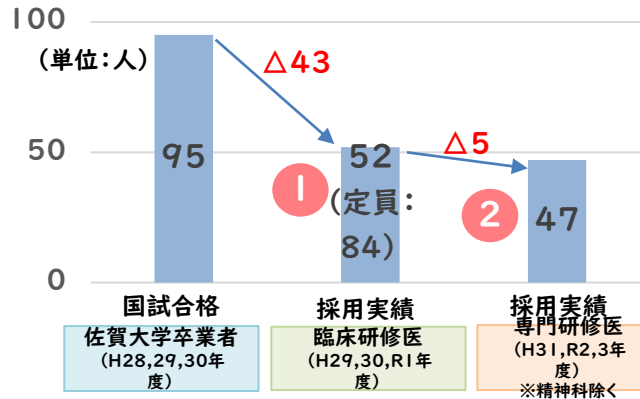 100
(単位:人)
△43
△5
50
95
52
(定員:
84)
1
2
47
0
国試合格
採用実績
採用実績
佐賀大学卒業者
(H28,29,30年
度)
臨床研修医
(H29,30,R1年
度)
専門研修医
(H31,R2,3年
度)
※精神科除く